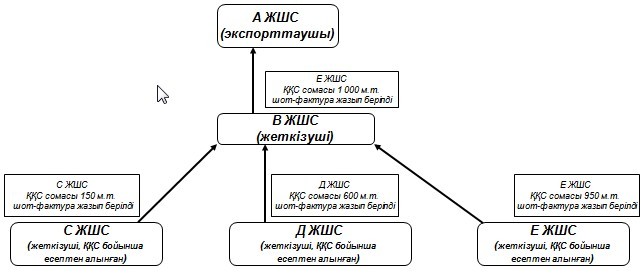 А ЖШС
(экспорттаушы)
Е ЖШС
ҚҚС сомасы 1 000 м.т.
шот-фактура жазып берілді
В ЖШС
(жеткізуші)
С ЖШС
ҚҚС сомасы 150 м.т.
шот-фактура жазып берілді
Д ЖШС
ҚҚС сомасы 600 м.т.
шот-фактура жазып берілді
Е ЖШС
ҚҚС сомасы 950 м.т.
шот-фактура жазып берілді
С ЖШС
(жеткізуші, ҚҚС бойынша
есептен алынған)
Д ЖШС
(жеткізуші, ҚҚС бойынша
есептен алынған)
Е ЖШС
(жеткізуші, ҚҚС бойынша
есептен алынған)